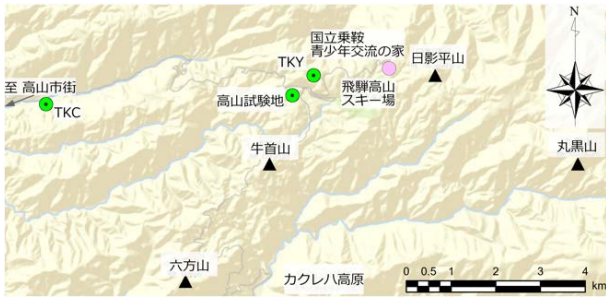 N
国立乗鞍
青少年交流の家
TKY
日影平山
至 高山市街
高山試験地
飛騨高山
スキー場
TKC
牛首山
丸黒山
六方山
カクレハ高原
0 0.5 1 2 3 4
km